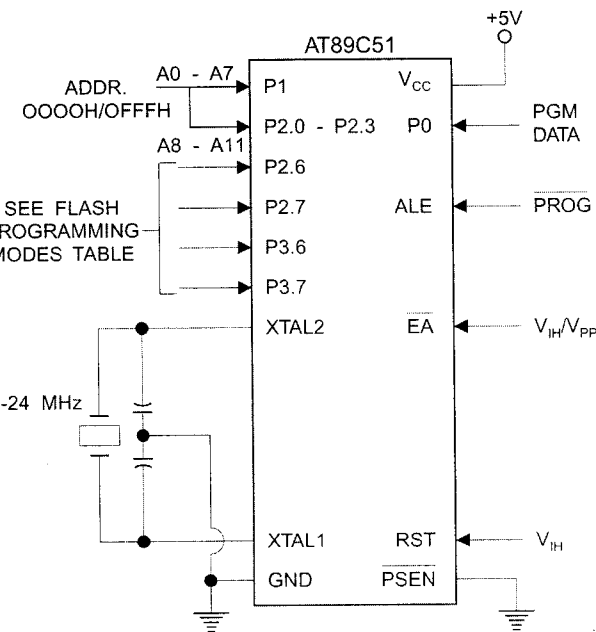 +5V
AT89C51
A0 - A7
ADDR.
OOOOH/OFFFH
P1
VCC
P2.0 - P2.3
P0
PGM
DATA
A8 - A11
P2.6
SEE FLASH
ROGRAMMING
MODES TABLE
P2.7
ALE
PROG
P3.6
P3.7
XTAL2
EA
VIH/VPP
-24 MHz
XTAL1
RST
VIH
GND
PSEN